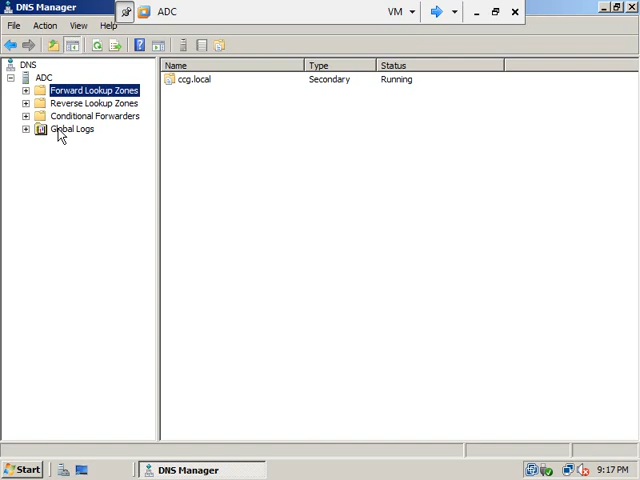 DNS Manager
ADC
VM
File Action View Help
DNS
ADC
Forward Lookup Zones
Reverse Lookup Zones
Conditional Forwarders
Global Logs
Name Type Status
ccg.local Secondary Running
Start
DNS Manager
9:17 PM